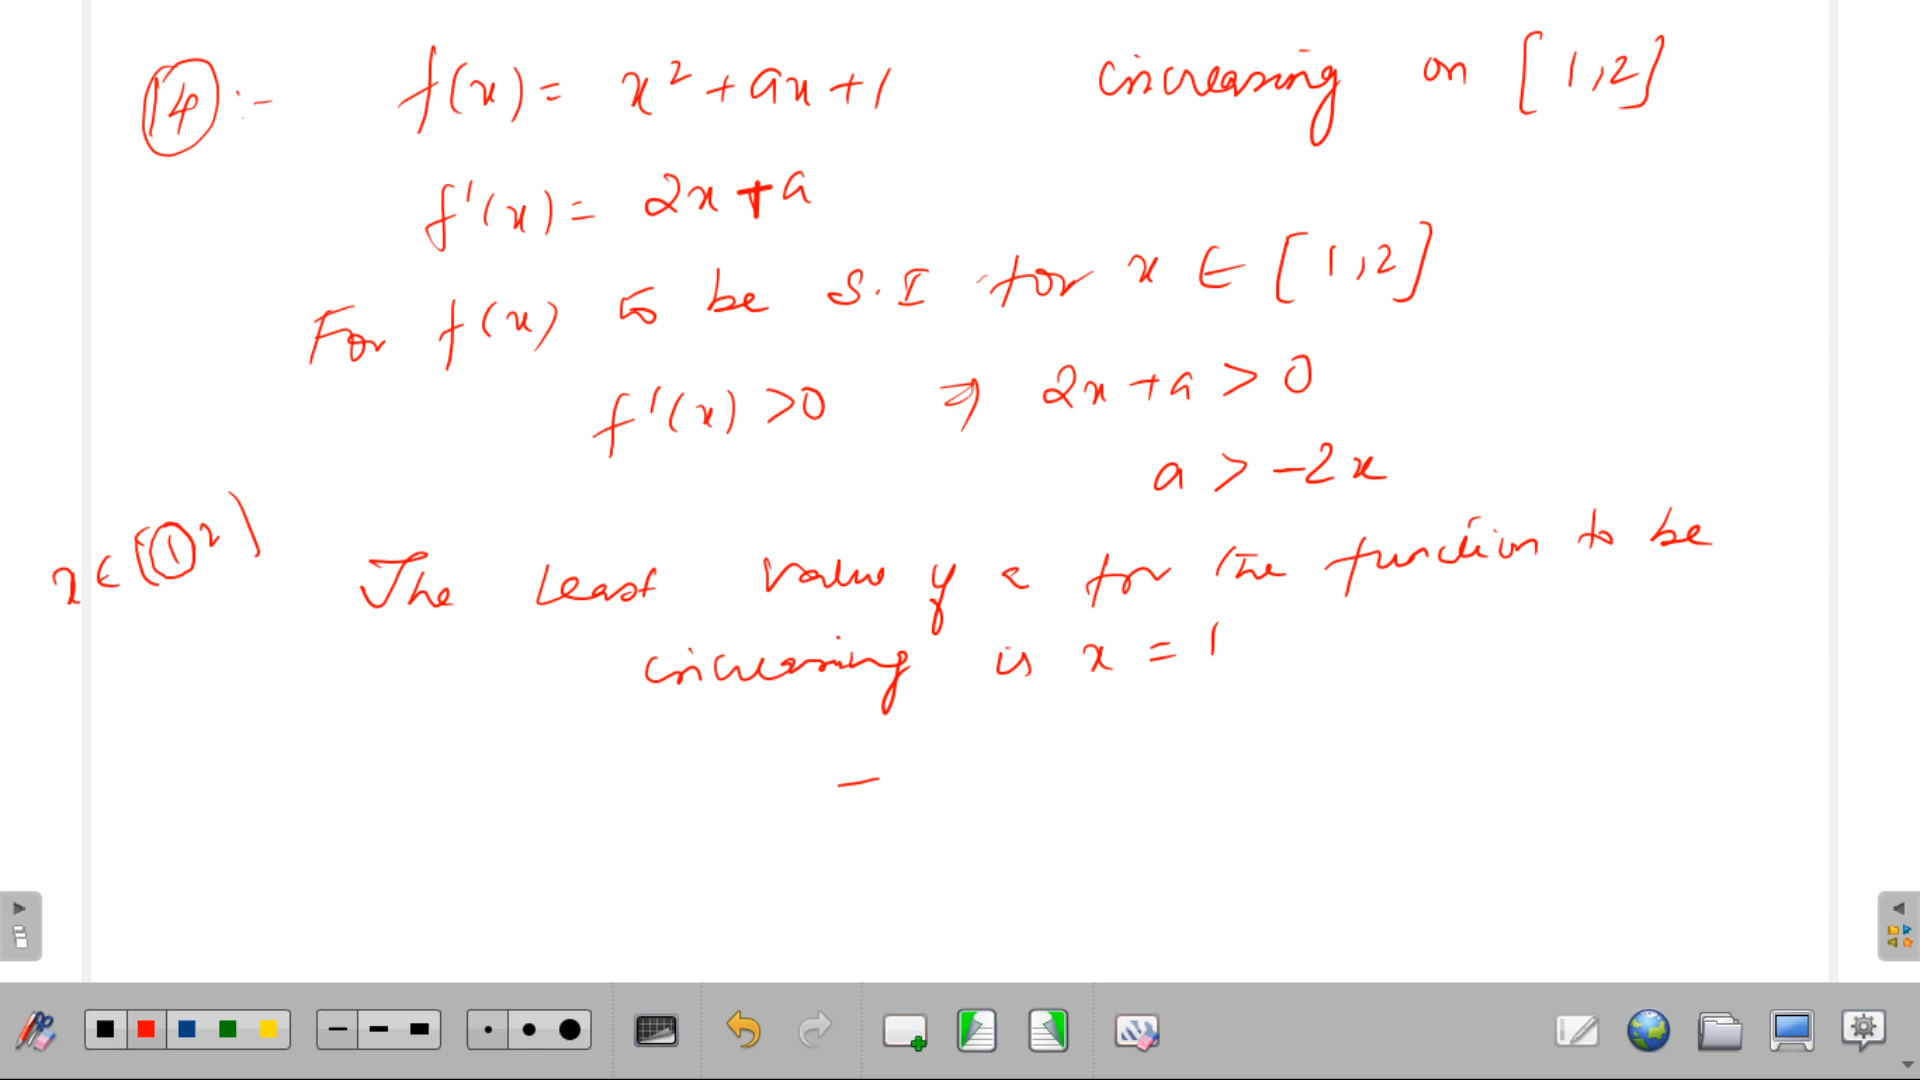 14 :- f(x) = x² + ax + 1 increasing on [1,2]
f'(x) = 2x + a
For f(x) to be S.I for x ∈ [1,2]
f'(x) > 0 ⇒ 2x + a > 0
a > -2x
x ∈ [1 2]
The Least value of a for the function to be
increasing is x = 1
—